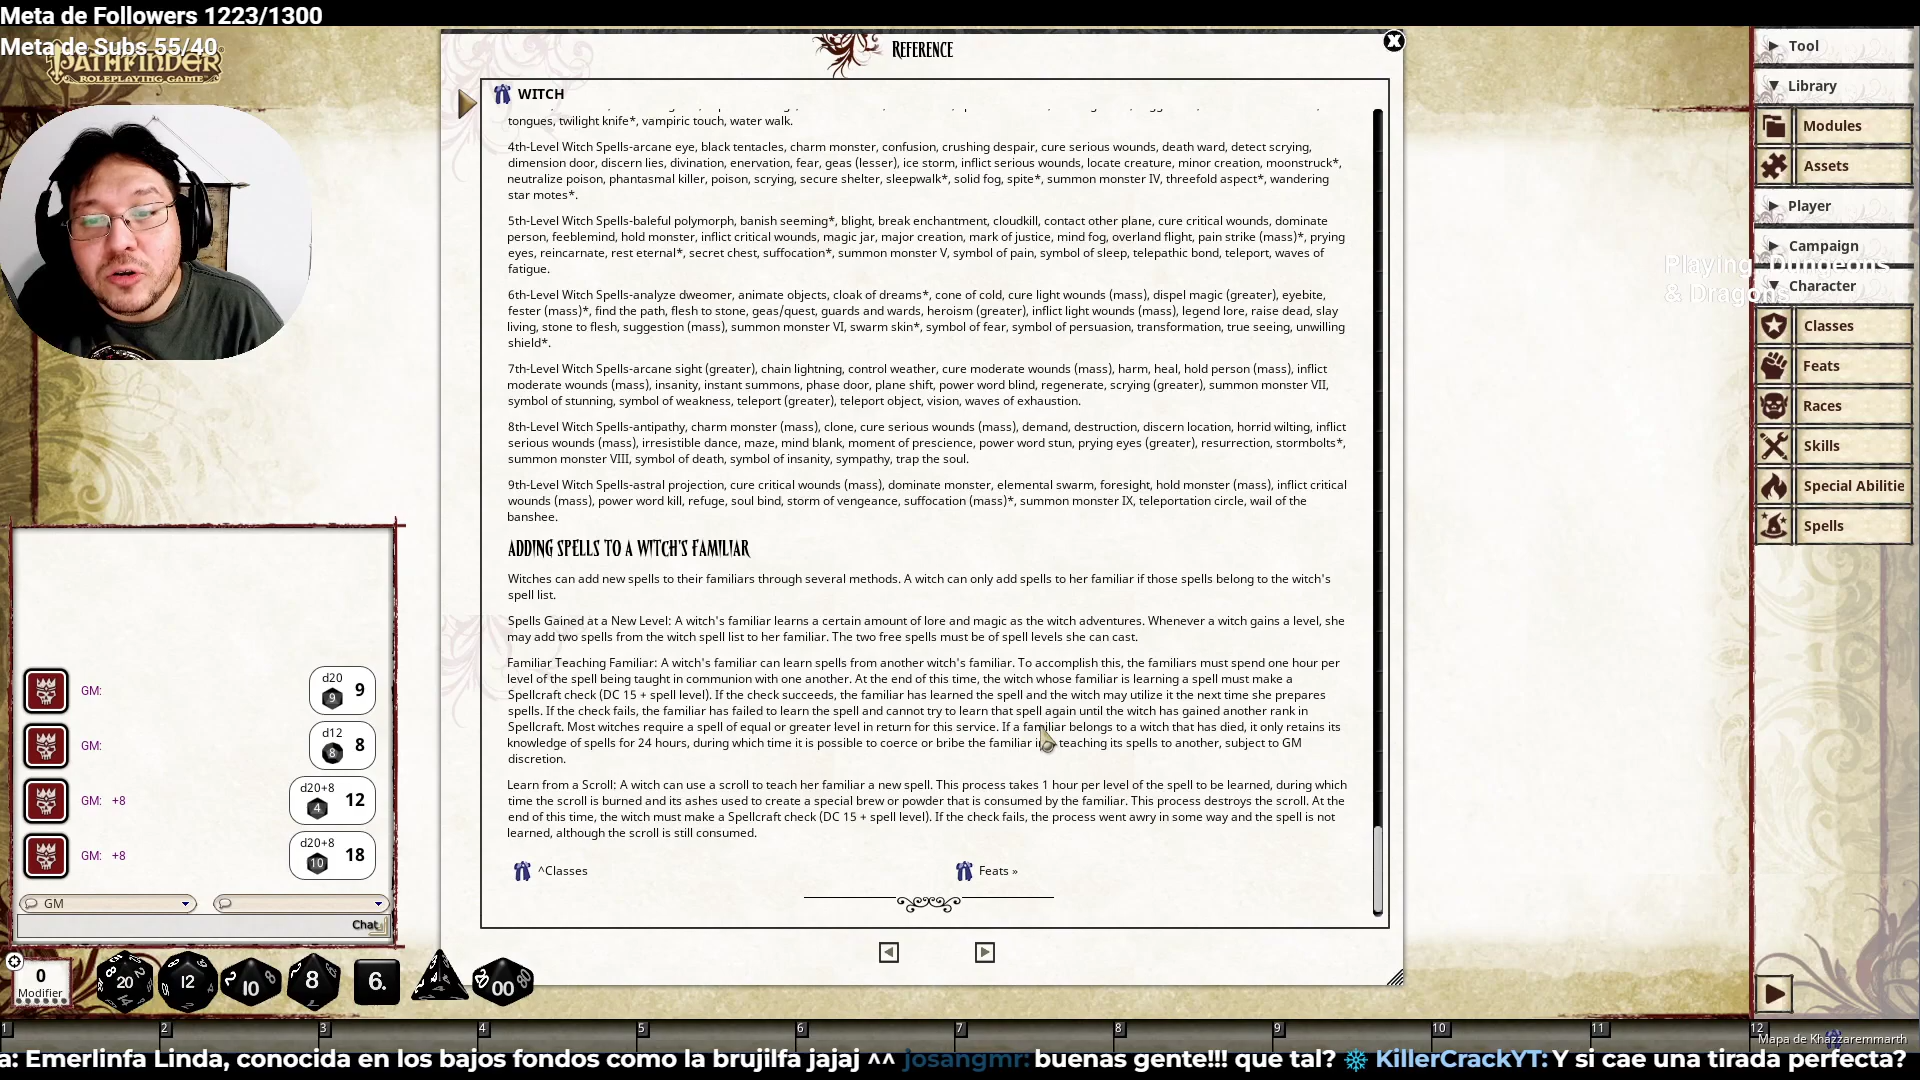 Meta de Followers 1223/1300
Meta de Subs 55/40
PATHFINDER
ROLEPLAYING GAME
REFERENCE
WITCH
tongues, twilight knife*, vampiric touch, water walk.
4th-Level Witch Spells-arcane eye, black tentacles, charm monster, confusion, crushing despair, cure serious wounds, death ward, detect scrying,
dimension door, discern lies, divination, enervation, fear, geas (lesser), ice storm, inflict serious wounds, locate creature, minor creation, moonstruck*,
neutralize poison, phantasmal killer, poison, scrying, secure shelter, sleepwalk*, solid fog, spite*, summon monster IV, threefold aspect*, wandering
star motes*.
5th-Level Witch Spells-baleful polymorph, banish seeming*, blight, break enchantment, cloudkill, contact other plane, cure critical wounds, dominate
person, feeblemind, hold monster, inflict critical wounds, magic jar, major creation, mark of justice, mind fog, overland flight, pain strike (mass)*, prying
eyes, reincarnate, rest eternal*, secret chest, suffocation*, summon monster V, symbol of pain, symbol of sleep, telepathic bond, teleport, waves of
fatigue.
6th-Level Witch Spells-analyze dweomer, animate objects, cloak of dreams*, cone of cold, cure light wounds (mass), dispel magic (greater), eyebite,
fester (mass)*, find the path, flesh to stone, geas/quest, guards and wards, heroism (greater), inflict light wounds (mass), legend lore, raise dead, slay
living, stone to flesh, suggestion (mass), summon monster VI, swarm skin*, symbol of fear, symbol of persuasion, transformation, true seeing, unwilling
shield*.
7th-Level Witch Spells-arcane sight (greater), chain lightning, control weather, cure moderate wounds (mass), harm, heal, hold person (mass), inflict
moderate wounds (mass), insanity, instant summons, phase door, plane shift, power word blind, regenerate, scrying (greater), summon monster VII,
symbol of stunning, symbol of weakness, teleport (greater), teleport object, vision, waves of exhaustion.
8th-Level Witch Spells-antipathy, charm monster (mass), clone, cure serious wounds (mass), demand, destruction, discern location, horrid wilting, inflict
serious wounds (mass), irresistible dance, maze, mind blank, moment of prescience, power word stun, prying eyes (greater), resurrection, stormbolts*,
summon monster VIII, symbol of death, symbol of insanity, sympathy, trap the soul.
9th-Level Witch Spells-astral projection, cure critical wounds (mass), dominate monster, elemental swarm, foresight, hold monster (mass), inflict critical
wounds (mass), power word kill, refuge, soul bind, storm of vengeance, suffocation (mass)*, summon monster IX, teleportation circle, wail of the
banshee.
ADDING SPELLS TO A WITCH'S FAMILIAR
Witches can add new spells to their familiars through several methods. A witch can only add spells to her familiar if those spells belong to the witch's
spell list.
Spells Gained at a New Level: A witch's familiar learns a certain amount of lore and magic as the witch adventures. Whenever a witch gains a level, she
may add two spells from the witch spell list to her familiar. The two free spells must be of spell levels she can cast.
Familiar Teaching Familiar: A witch's familiar can learn spells from another witch's familiar. To accomplish this, the familiars must spend one hour per
level of the spell being taught in communion with one another. At the end of this time, the witch whose familiar is learning a spell must make a
Spellcraft check (DC 15 + spell level). If the check succeeds, the familiar has learned the spell and the witch may utilize it the next time she prepares
spells. If the check fails, the familiar has failed to learn the spell and cannot try to learn that spell again until the witch has gained another rank in
Spellcraft. Most witches require a spell of equal or greater level in return for this service. If a familiar belongs to a witch that has died, it only retains its
knowledge of spells for 24 hours, during which time it is possible to coerce or bribe the familiar teaching its spells to another, subject to GM
discretion.
Learn from a Scroll: A witch can use a scroll to teach her familiar a new spell. This process takes 1 hour per level of the spell to be learned, during which
time the scroll is burned and its ashes used to create a special brew or powder that is consumed by the familiar. This process destroys the scroll. At the
end of this time, the witch must make a Spellcraft check (DC 15 + spell level). If the check fails, the process went awry in some way and the spell is not
learned, although the scroll is still consumed.
^Classes
Feats »
Tool
Library
Modules
Assets
Player
Campaign
Playing: Dungeons
& Dragons
Character
Classes
Feats
Races
Skills
Special Abilitie
Spells
GM: d20 9 9
GM: d12 8 8
GM: +8 d20+8 4 12
GM: +8 d20+8 10 18
GM
Chat
0
Modifier
20 12 10 8 6. 00
1 2 3 4 5 6 7 8 9 10 11 12
Mapa de Khazzaremmarth
a: Emerlinfa Linda, conocida en los bajos fondos como la brujilfa jajaj ^^ josangmr: buenas gente!!! que tal? KillerCrackYT: Y si cae una tirada perfecta?